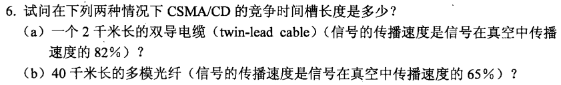 6. 试问在下列两种情况下 CSMA/CD 的竞争时间槽长度是多少？
（a）一个 2 千米长的双导电缆（twin-lead cable）（信号的传播速度是信号在真空中传播
速度的 82%）？
（b）40 千米长的多模光纤（信号的传播速度是信号在真空中传播速度的 65%）？